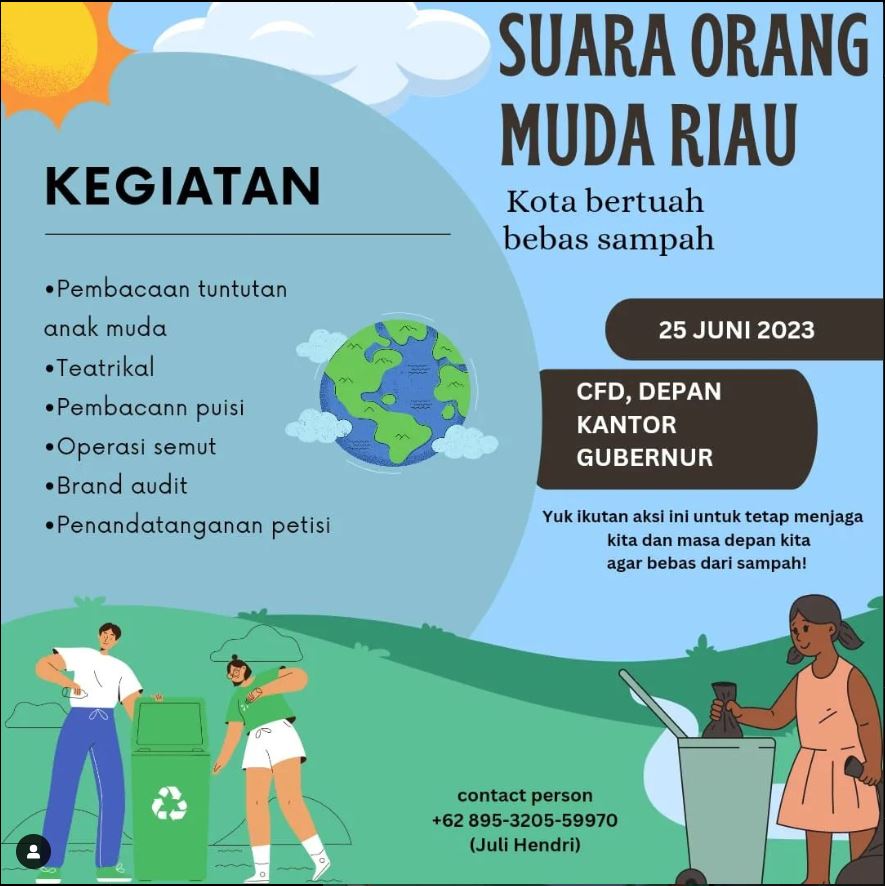 SUARA ORANG
MUDA RIAU
Kota bertuah
bebas sampah
KEGIATAN
•Pembacaan tuntutan
anak muda
•Teatrikal
•Pembacann puisi
•Operasi semut
•Brand audit
•Penandatanganan petisi
25 JUNI 2023
CFD, DEPAN
KANTOR
GUBERNUR
Yuk ikutan aksi ini untuk tetap menjaga
kita dan masa depan kita
agar bebas dari sampah!
contact person
+62 895-3205-59970
(Juli Hendri)